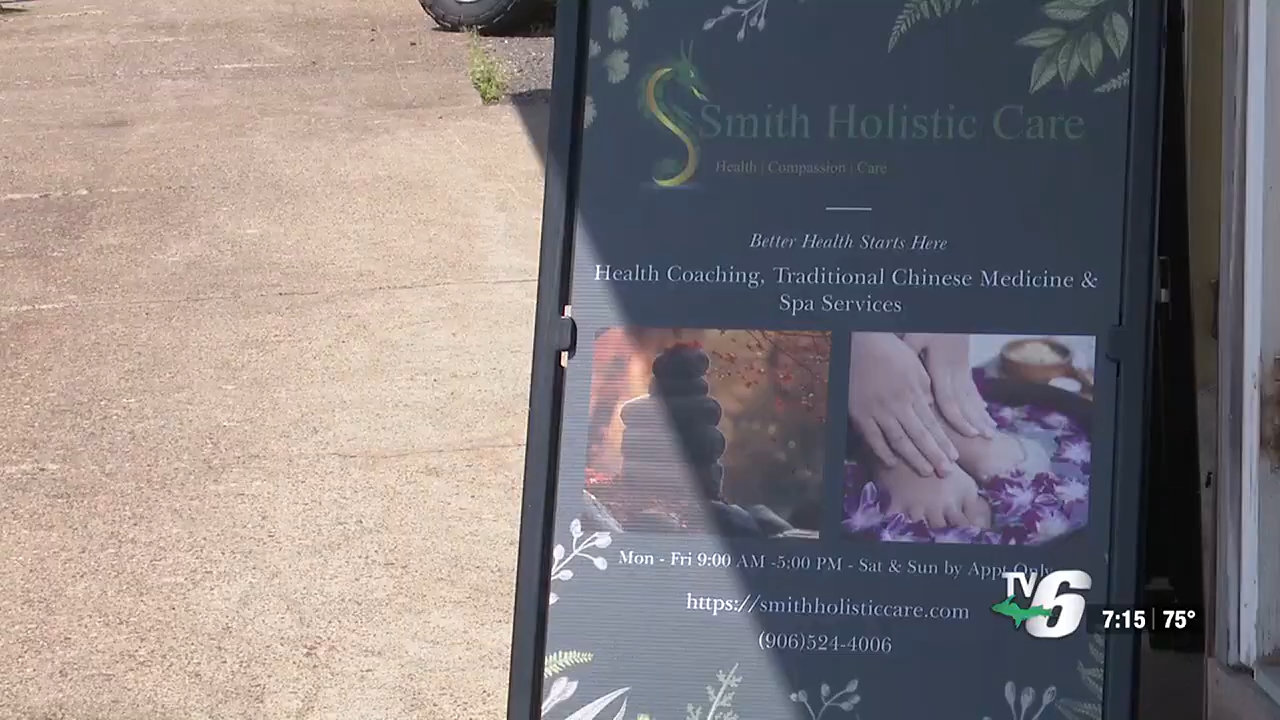 Smith Holistic Care
Health | Compassion | Care
Better Health Starts Here
Health Coaching, Traditional Chinese Medicine &
Spa Services
Mon - Fri 9:00 AM -5:00 PM - Sat & Sun by Appt Only
https://smithholisticcare.com
(906)524-4006
TV6
7:15 | 75°